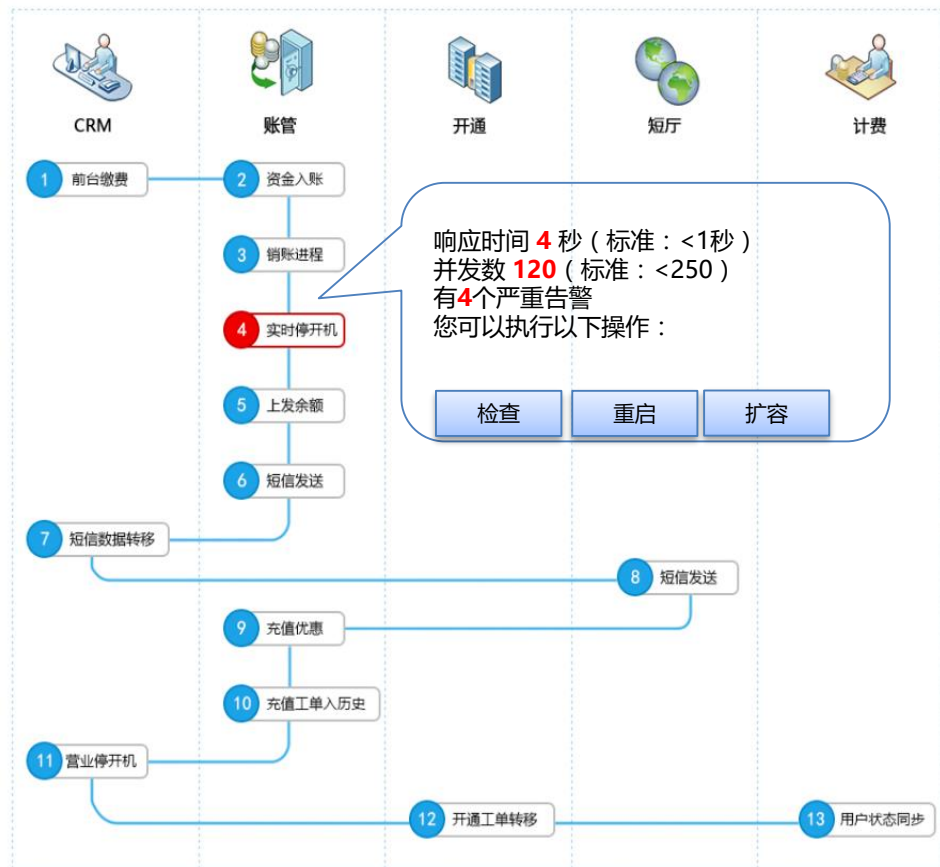 CRM
账管
开通
短厅
计费
1 前台缴费
2 资金入账
3 销账进程
响应时间 4 秒（标准：<1秒）
并发数 120（标准：<250）
有4个严重告警
您可以执行以下操作：
4 实时停开机
5 上发余额
检查
重启
扩容
6 短信发送
7 短信数据转移
8 短信发送
9 充值优惠
10 充值工单入历史
11 营业停开机
12 开通工单转移
13 用户状态同步